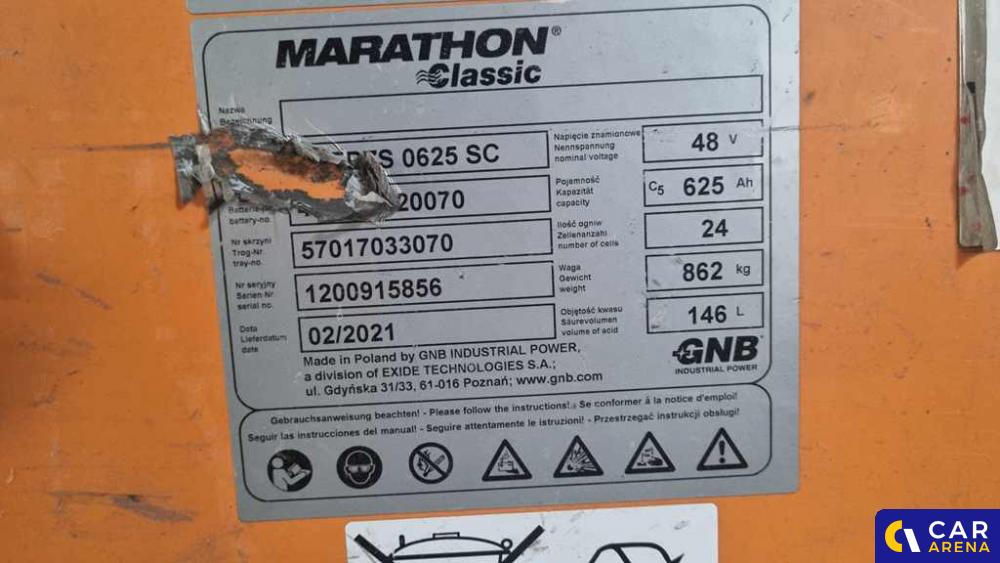 MARATHON®
Classic
Nazwa
Bezeichnung
0625 SC
Napięcie znamionowe
Nennspannung
nominal voltage
48 V
Batterie-
battery-no.
20070
Pojemność
Kapazität
capacity
C5 625 Ah
Nr skrzyni
Trog-Nr.
tray-no.
57017033070
Ilość ogniw
Zellenanzahl
number of cells
24
Nr seryjny
Serien Nr
serial no.
1200915856
Waga
Gewicht
weight
862 kg
Data
Lieferdatum
date
02/2021
Objętość kwasu
Säurevolumen
volume of acid
146 L
Made in Poland by GNB INDUSTRIAL POWER,
a division of EXIDE TECHNOLOGIES S.A.;
ul. Gdyńska 31/33, 61-016 Poznań; www.gnb.com
GNB
INDUSTRIAL POWER
Gebrauchsanweisung beachten! - Please follow the instructions! - Se conformer à la notice d'emploi!
Seguir las instrucciones del manual! - Seguire attentamente le istruzioni! - Przestrzegać instrukcji obsługi!
CAR
ARENA